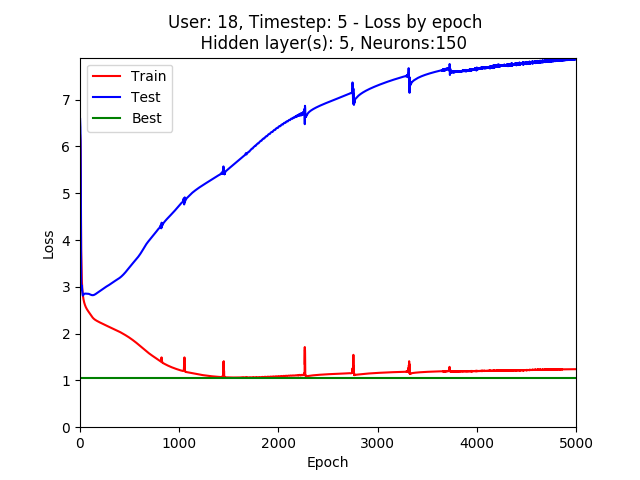 User: 18, Timestep: 5 - Loss by epoch
Hidden layer(s): 5, Neurons:150
Train
Test
Best
7
6
5
4
3
2
1
0
Loss
0 1000 2000 3000 4000 5000
Epoch